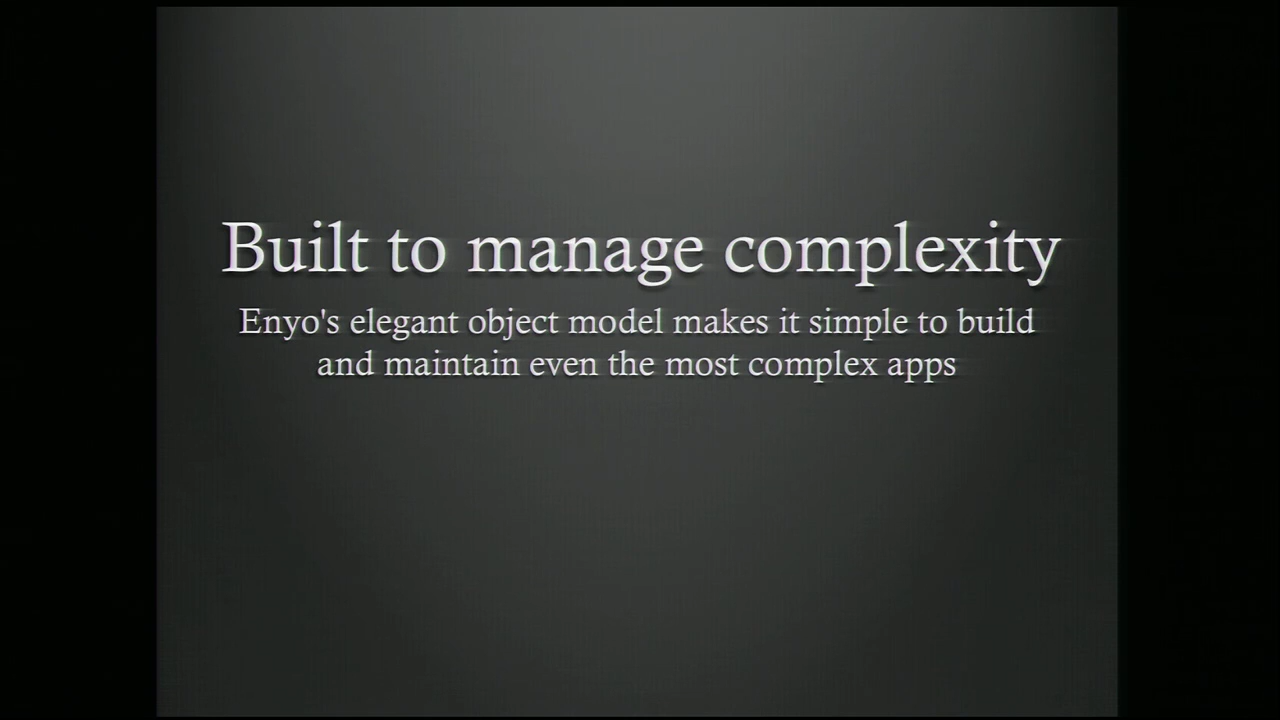 Built to manage complexity
Enyo's elegant object model makes it simple to build
and maintain even the most complex apps